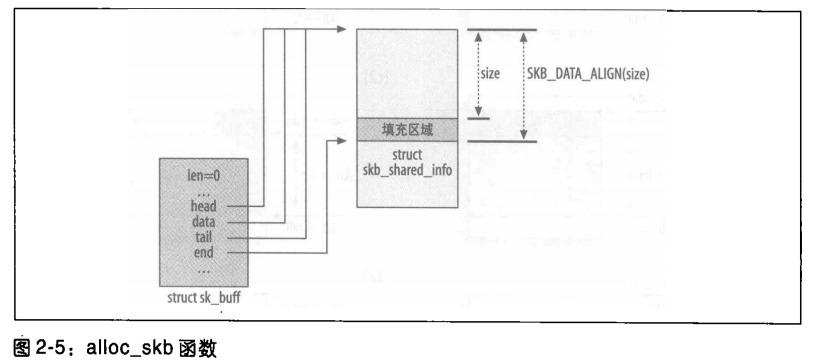 size
SKB_DATA_ALIGN(size)
填充区域
struct
skb_shared_info
len=0
...
head
data
tail
end
...
struct sk_buff
图 2-5：alloc_skb 函数